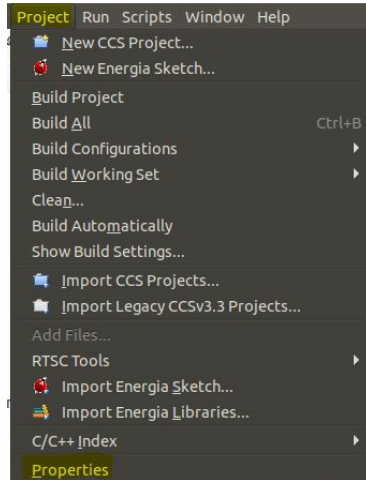 Project Run Scripts Window Help
New CCS Project...
New Energia Sketch...
Build Project
Build All Ctrl+B
Build Configurations
Build Working Set
Clean...
Build Automatically
Show Build Settings...
Import CCS Projects...
Import Legacy CCSv3.3 Projects...
Add Files...
RTSC Tools
Import Energia Sketch...
Import Energia Libraries...
C/C++ Index
Properties